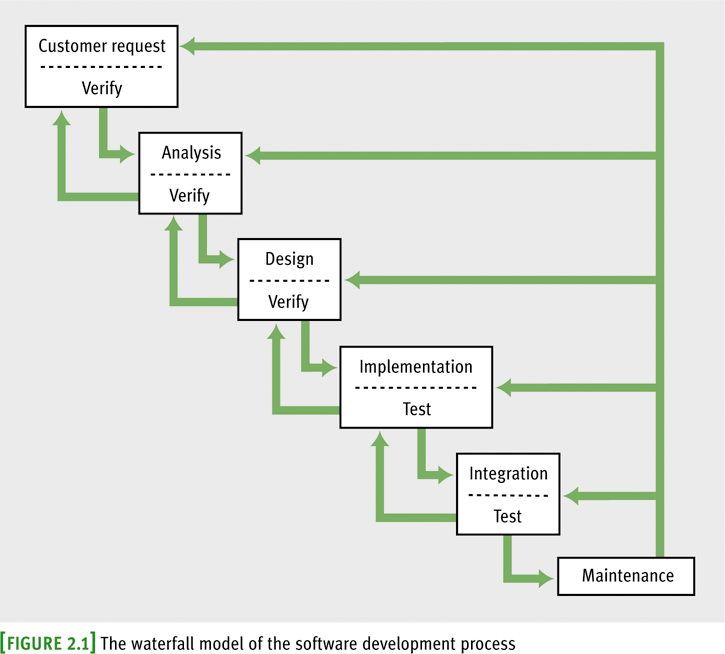 Customer request
Verify
Analysis
Verify
Design
Verify
Implementation
Test
Integration
Test
Maintenance
[FIGURE 2.1] The waterfall model of the software development process